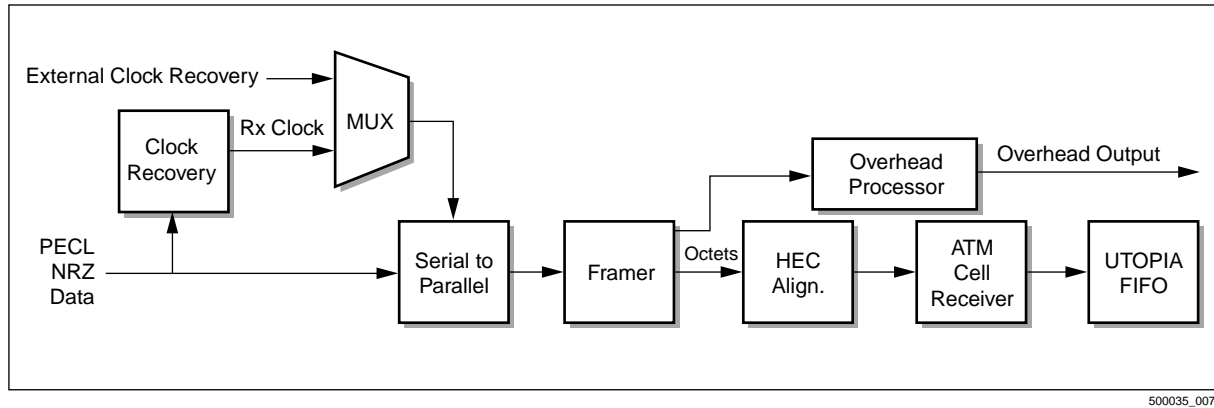 External Clock Recovery
MUX
Rx Clock
Clock
Recovery
Overhead
Processor
Overhead Output
PECL
NRZ
Data
Serial to
Parallel
Framer
Octets
HEC
Align.
ATM
Cell
Receiver
UTOPIA
FIFO
500035_007